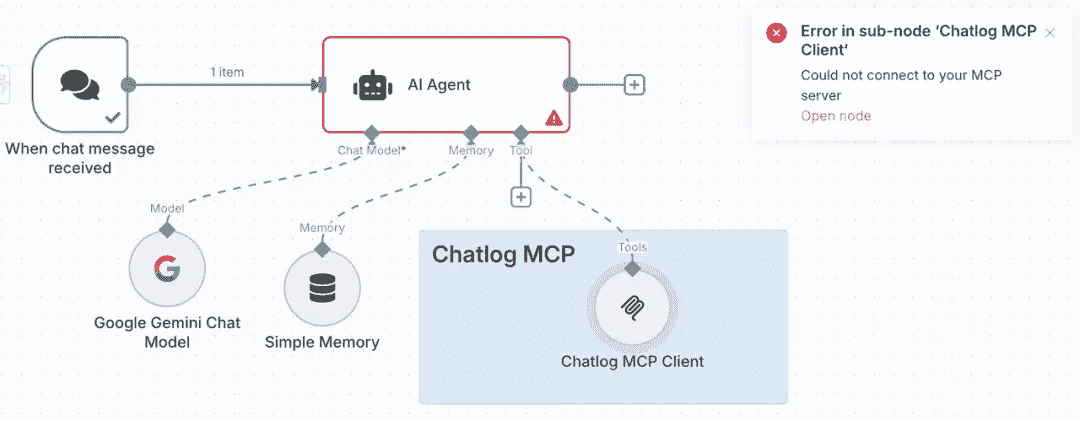 Error in sub-node ‘Chatlog MCP
Client‘
Could not connect to your MCP
server
Open node
1 item
AI Agent
When chat message
received
Chat Model*
Memory
Tool
Model
Memory
Tools
Chatlog MCP
Google Gemini Chat
Model
Simple Memory
Chatlog MCP Client